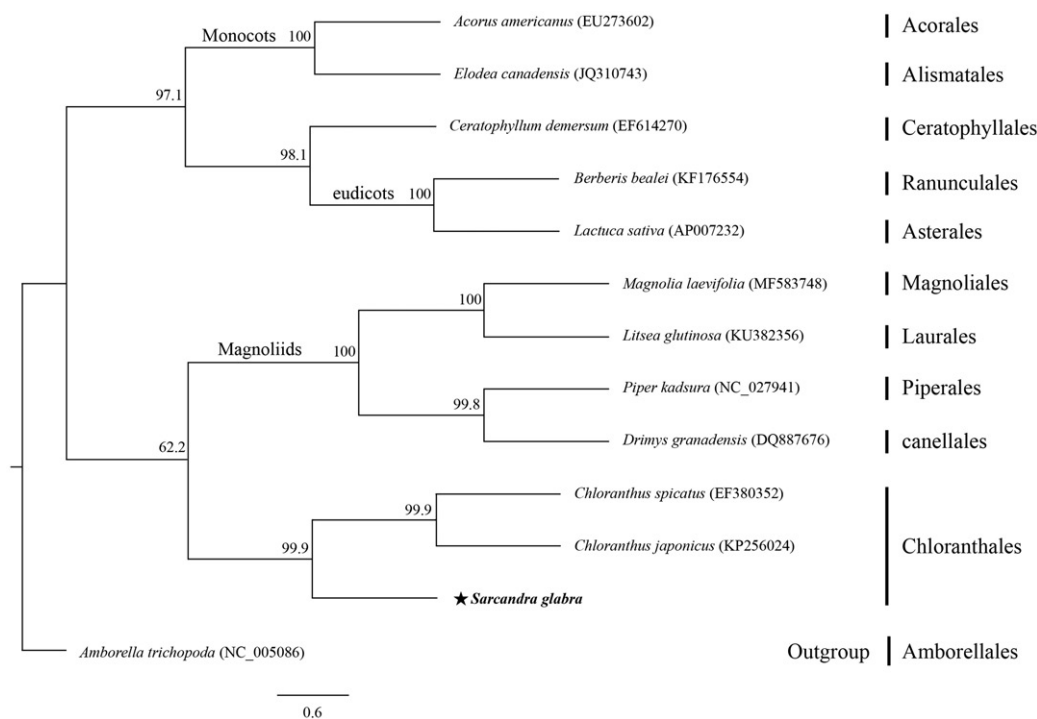 Acorus americanus (EU273602) Acorales
Monocots 100
Elodea canadensis (JQ310743) Alismatales
97.1
Ceratophyllum demersum (EF614270) Ceratophyllales
98.1
Berberis bealei (KF176554) Ranunculales
eudicots 100
Lactuca sativa (AP007232) Asterales
Magnolia laevifolia (MF583748) Magnoliales
100
Litsea glutinosa (KU382356) Laurales
Magnoliids 100
Piper kadsura (NC_027941) Piperales
99.8
Drimys granadensis (DQ887676) canellales
62.2
Chloranthus spicatus (EF380352)
99.9
Chloranthus japonicus (KP256024) Chloranthales
99.9
★Sarcandra glabra
Amborella trichopoda (NC_005086) Outgroup Amborellales
0.6